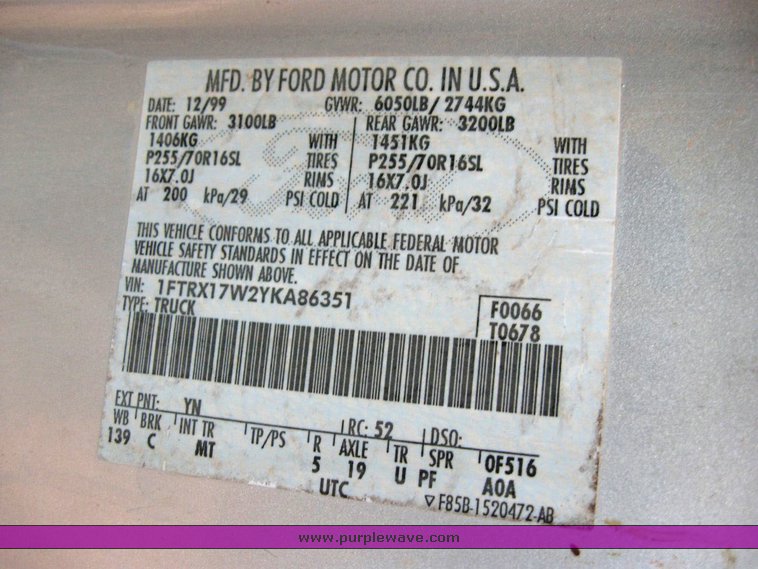 MFD. BY FORD MOTOR CO. IN U.S.A.
DATE: 12/99 GVWR: 6050LB/ 2744KG
FRONT GAWR: 3100LB REAR GAWR: 3200LB
1406KG WITH 1451KG WITH
P255/70R16SL TIRES P255/70R16SL TIRES
16X7.0J RIMS 16X7.0J RIMS
AT 200 kPa/29 PSI COLD AT 221 kPa/32 PSI COLD
THIS VEHICLE CONFORMS TO ALL APPLICABLE FEDERAL MOTOR
VEHICLE SAFETY STANDARDS IN EFFECT ON THE DATE OF
MANUFACTURE SHOWN ABOVE.
VIN: 1FTRX17W2YKA86351 F0066
TYPE: TRUCK T0678
EXT PNT: YN RC: 52 DSO:
WB BRK INT TR TP/PS R AXLE TR SPR 0F516
139 C MT 5 19 U PF A0A
UTC ▽F85B-1520472-AB
www.purplewave.com